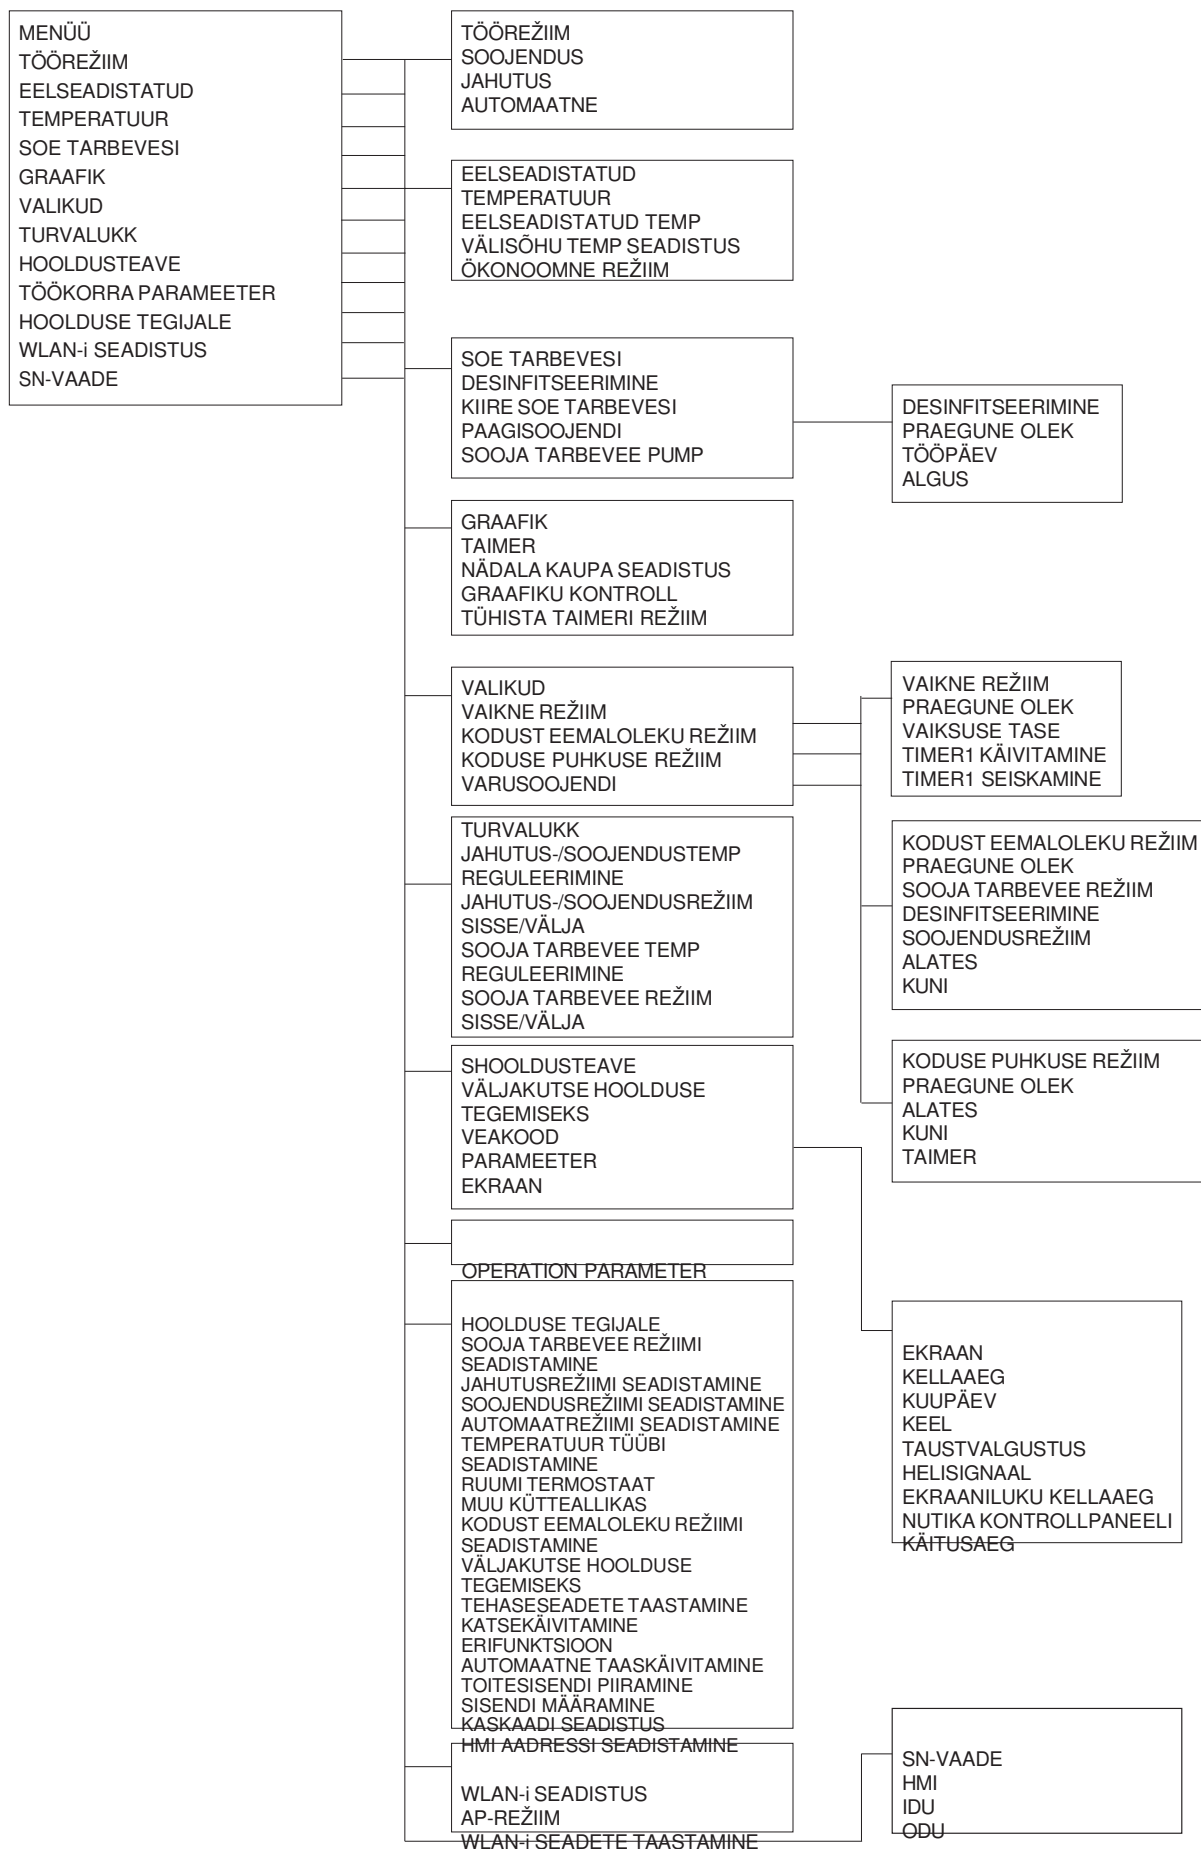 MENÜÜ
TÖÖREŽIIM
EELSEADISTATUD
TEMPERATUUR
SOE TARBEVESI
GRAAFIK
VALIKUD
TURVALUKK
HOOLDUSTEAVE
TÖÖKORRA PARAMEETER
HOOLDUSE TEGIJALE
WLAN-i SEADISTUS
SN-VAADE
TÖÖREŽIIM
SOOJENDUS
JAHUTUS
AUTOMAATNE
EELSEADISTATUD
TEMPERATUUR
EELSEADISTATUD TEMP
VÄLISÕHU TEMP SEADISTUS
ÖKONOOMNE REŽIIM
SOE TARBEVESI
DESINFITSEERIMINE
KIIRE SOE TARBEVESI
PAAGISOOJENDI
SOOJA TARBEVEE PUMP
DESINFITSEERIMINE
PRAEGUNE OLEK
TÖÖPÄEV
ALGUS
GRAAFIK
TAIMER
NÄDALA KAUPA SEADISTUS
GRAAFIKU KONTROLL
TÜHISTA TAIMERI REŽIIM
VALIKUD
VAIKNE REŽIIM
KODUST EEMALOLEKU REŽIIM
KODUSE PUHKUSE REŽIIM
VARUSOOJENDI
VAIKNE REŽIIM
PRAEGUNE OLEK
VAIKSUSE TASE
TIMER1 KÄIVITAMINE
TIMER1 SEISKAMINE
TURVALUKK
JAHUTUS-/SOOJENDUSTEMP
REGULEERIMINE
JAHUTUS-/SOOJENDUSREŽIIM
SISSE/VÄLJA
SOOJA TARBEVEE TEMP
REGULEERIMINE
SOOJA TARBEVEE REŽIIM
SISSE/VÄLJA
KODUST EEMALOLEKU REŽIIM
PRAEGUNE OLEK
SOOJA TARBEVEE REŽIIM
DESINFITSEERIMINE
SOOJENDUSREŽIIM
ALATES
KUNI
SHOOLDUSTEAVE
VÄLJAKUTSE HOOLDUSE
TEGEMISEKS
VEAKOOD
PARAMEETER
EKRAAN
KODUSE PUHKUSE REŽIIM
PRAEGUNE OLEK
ALATES
KUNI
TAIMER
OPERATION PARAMETER
HOOLDUSE TEGIJALE
SOOJA TARBEVEE REŽIIMI
SEADISTAMINE
JAHUTUSREŽIIMI SEADISTAMINE
SOOJENDUSREŽIIMI SEADISTAMINE
AUTOMAATREŽIIMI SEADISTAMINE
TEMPERATUUR TÜÜBI
SEADISTAMINE
RUUMI TERMOSTAAT
MUU KÜTTEALLIKAS
KODUST EEMALOLEKU REŽIIMI
SEADISTAMINE
VÄLJAKUTSE HOOLDUSE
TEGEMISEKS
TEHASESEADETE TAASTAMINE
KATSEKÄIVITAMINE
ERIFUNKTSIOON
AUTOMAATNE TAASKÄIVITAMINE
TOITESISENDI PIIRAMINE
SISENDI MÄÄRAMINE
KASKAADI SEADISTUS
HMI AADRESSI SEADISTAMINE
EKRAAN
KELLAAEG
KUUPÄEV
KEEL
TAUSTVALGUSTUS
HELISIGNAAL
EKRAANILUKU KELLAAEG
NUTIKA KONTROLLPANEELI
KÄITUSAEG
WLAN-i SEADISTUS
AP-REŽIIM
WLAN-i SEADETE TAASTAMINE
SN-VAADE
HMI
IDU
ODU